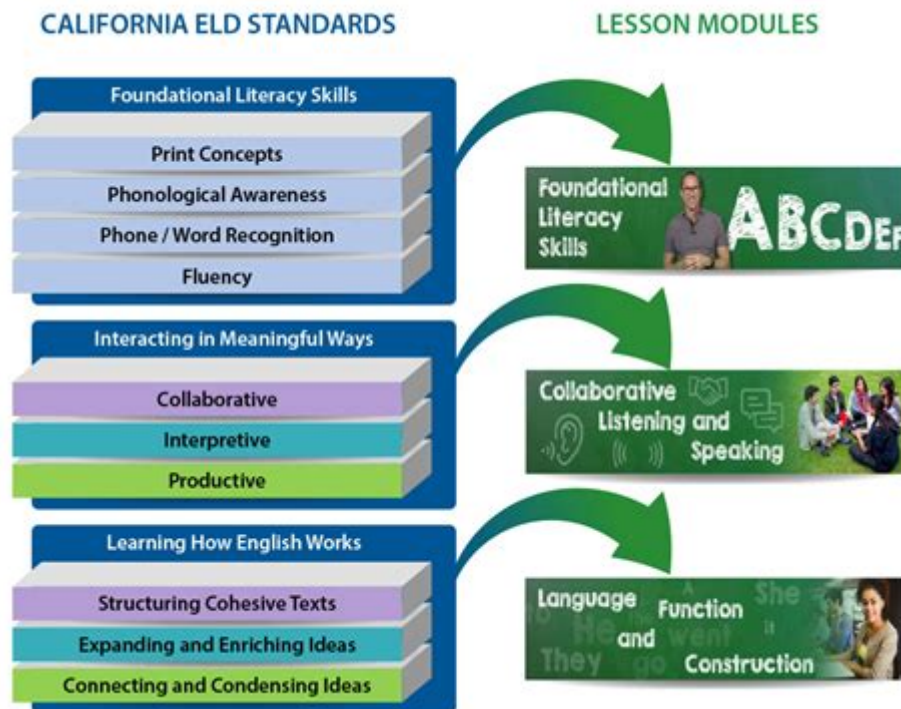 CALIFORNIA ELD STANDARDS
LESSON MODULES
Foundational Literacy Skills
Print Concepts
Phonological Awareness
Phone / Word Recognition
Fluency
Foundational
Literacy
Skills
ABCDEF
Interacting in Meaningful Ways
Collaborative
Interpretive
Productive
Collaborative
Listening and
Speaking
Learning How English Works
Structuring Cohesive Texts
Expanding and Enriching Ideas
Connecting and Condensing Ideas
Language
Function
and
Construction
She
He
went
it
They
go